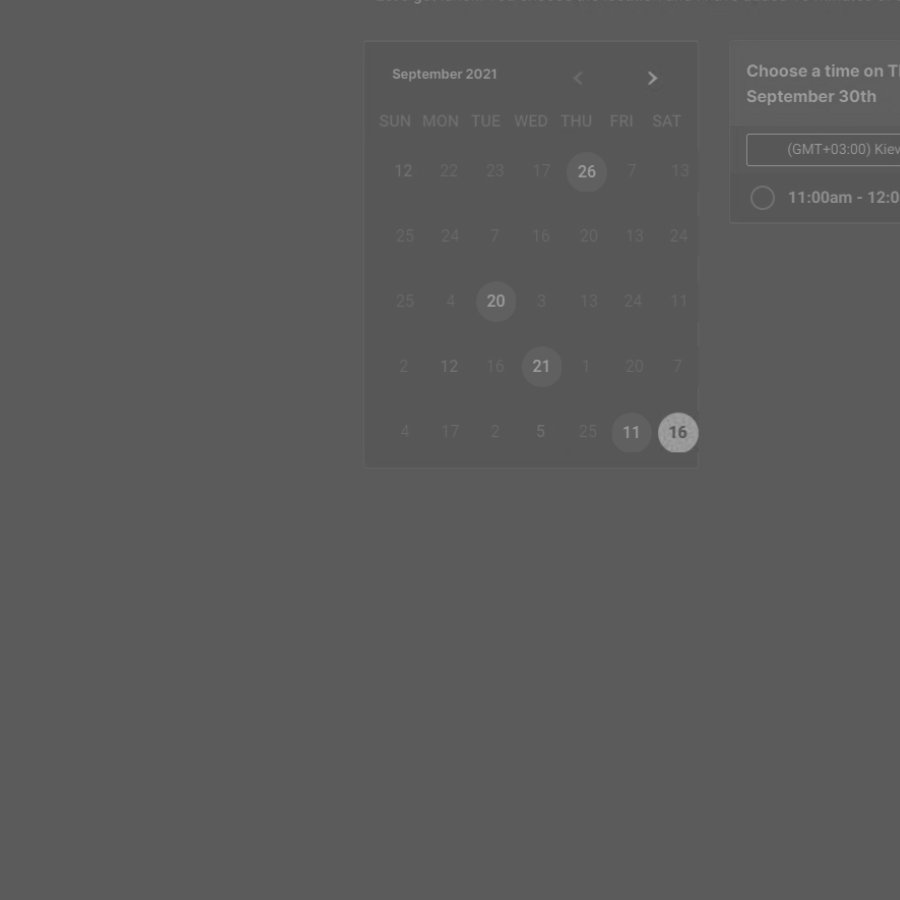 September 2021
SUN MON TUE WED THU FRI SAT
12 22 23 17 26 7 13
25 24 7 16 20 13 24
25 4 20 3 13 24 11
2 12 16 21 1 20 7
4 17 2 5 25 11 16
Choose a time on
September 30th
(GMT+03:00) Kiev
11:00am - 12:0